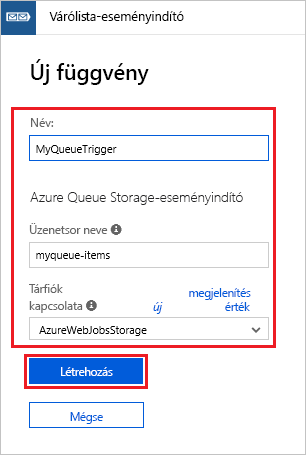 Várólista-eseményindító
Új függvény
Név:
MyQueueTrigger
Azure Queue Storage-eseményindító
Üzenetsor neve
myqueue-items
Tárfiók
kapcsolata
új
megjelenítés
érték
AzureWebJobsStorage
Létrehozás
Mégse